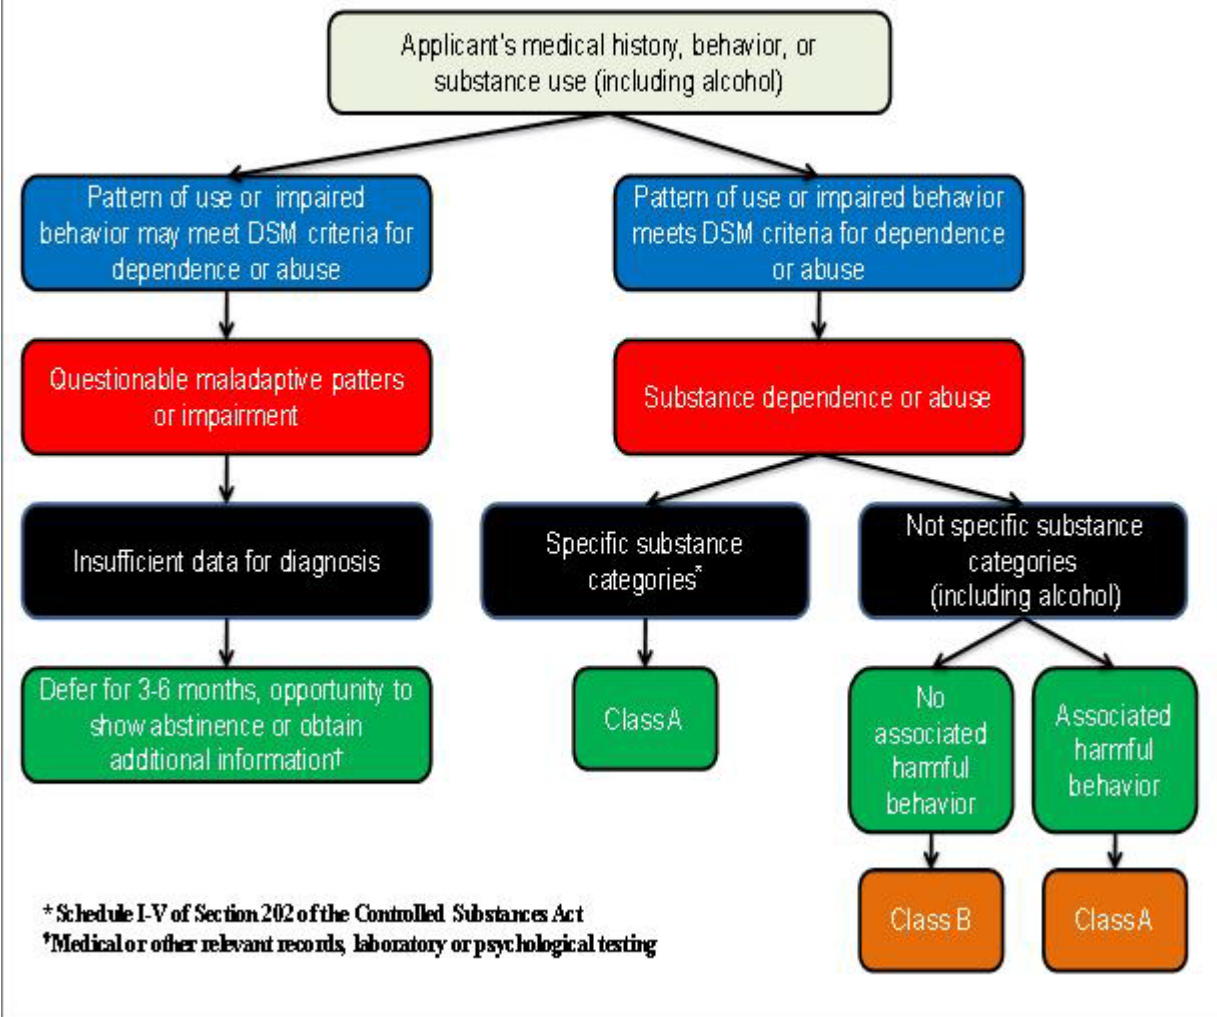 Applicant's medical history, behavior, or
substance use (including alcohol)
Pattern of use or impaired
behavior may meet DSM criteria for
dependence or abuse
Pattern of use or impaired behavior
meets DSM criteria for dependence
or abuse
Questionable maladaptive patters
or impairment
Substance dependence or abuse
Insufficient data for diagnosis
Specific substance
categories*
Not specific substance
categories
(including alcohol)
Defer for 3-6 months, opportunity to
show abstinence or obtain
additional information†
Class A
No
associated
harmful
behavior
Associated
harmful
behavior
Class B
Class A
* Schedule I-V of Section 202 of the Controlled Substances Act
†Medical or other relevant records, laboratory or psychological testing